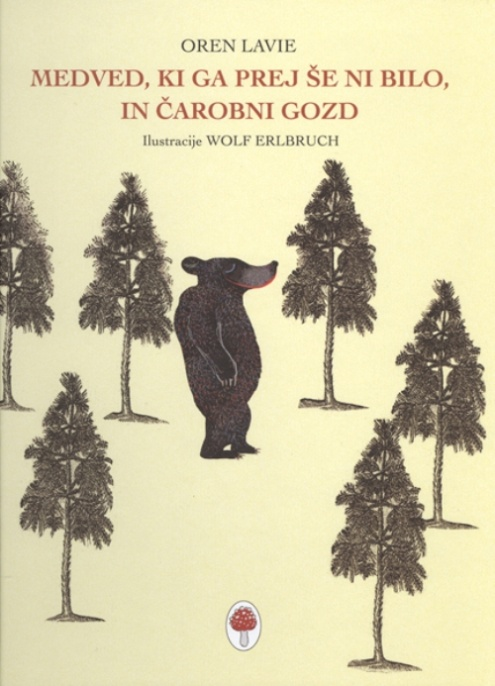 OREN LAVIE
MEDVED, KI GA PREJ ŠE NI BILO,
IN ČAROBNI GOZD
Ilustracije WOLF ERLBRUCH